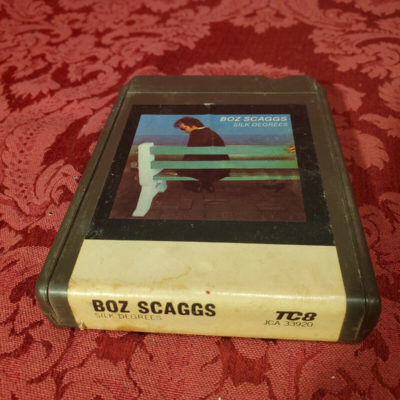 BOZ SCAGGS
SILK DEGREES
BOZ SCAGGS
SILK DEGREES
TC8
JCA 33920